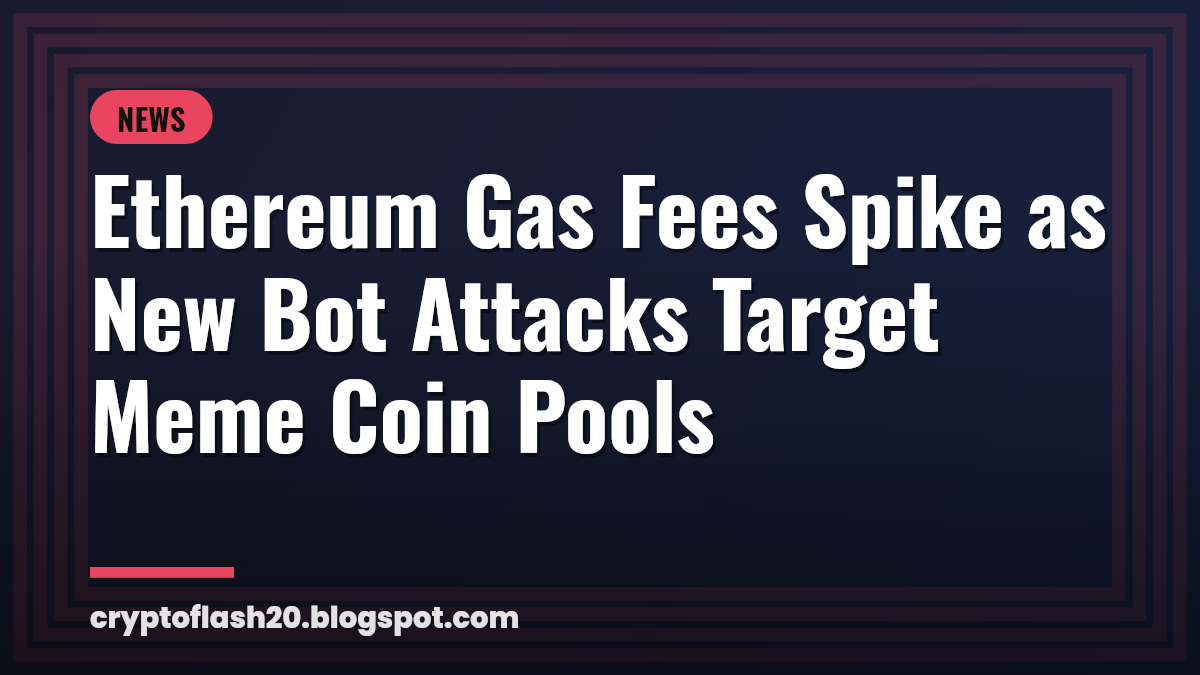 NEWS
Ethereum Gas Fees Spike as
New Bot Attacks Target
Meme Coin Pools
cryptoflash20.blogspot.com